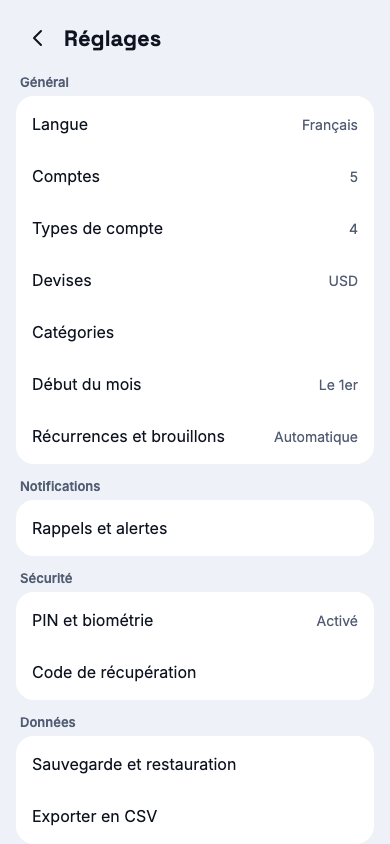 Réglages
Général
Langue Français
Comptes 5
Types de compte 4
Devises USD
Catégories
Début du mois Le 1er
Récurrences et brouillons Automatique
Notifications
Rappels et alertes
Sécurité
PIN et biométrie Activé
Code de récupération
Données
Sauvegarde et restauration
Exporter en CSV